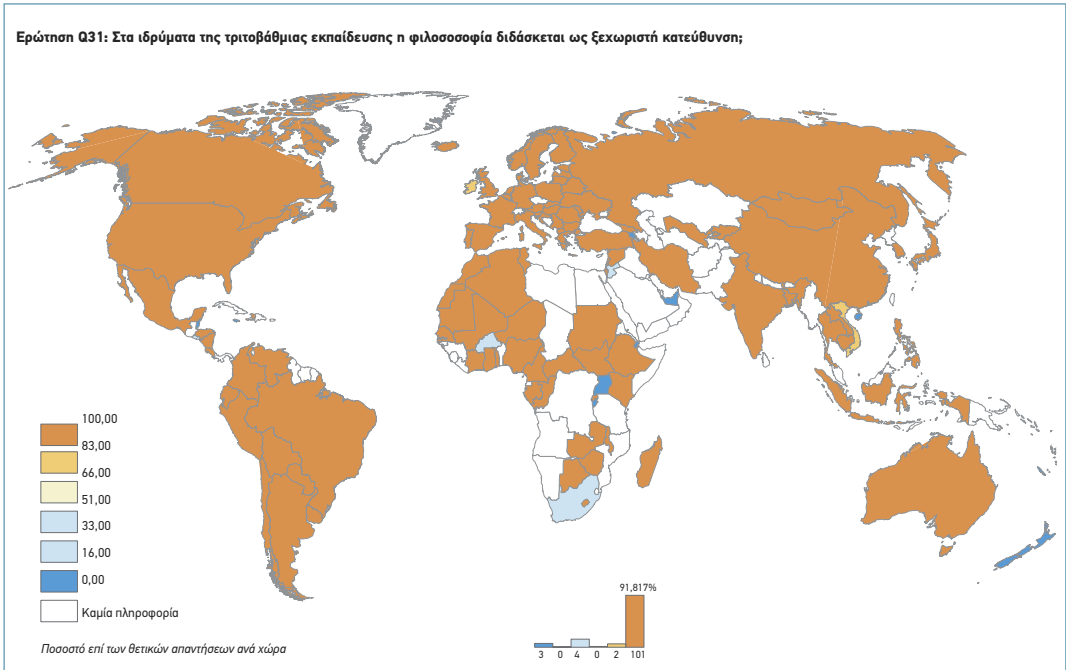 Ερώτηση Q31: Στα ιδρύματα της τριτοβάθμιας εκπαίδευσης η φιλοσοσοφία διδάσκεται ως ξεχωριστή κατεύθυνση;
100,00
83,00
66,00
51,00
33,00
16,00
0,00
Καμία πληροφορία
Ποσοστό επί των θετικών απαντήσεων ανά χώρα
91,817%
3 0 4 0 2 101